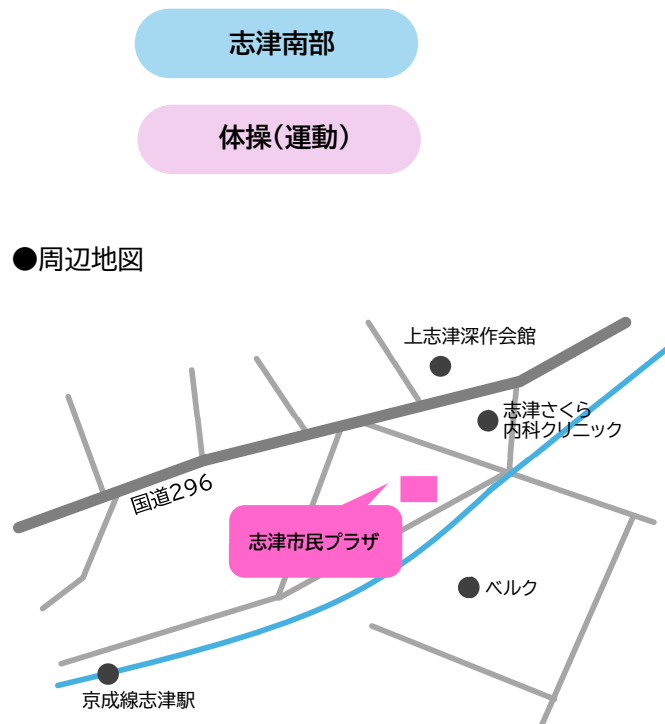 志津南部
体操(運動)
●周辺地図
上志津深作会館
志津さくら
内科クリニック
国道296
志津市民プラザ
ベルク
京成線志津駅